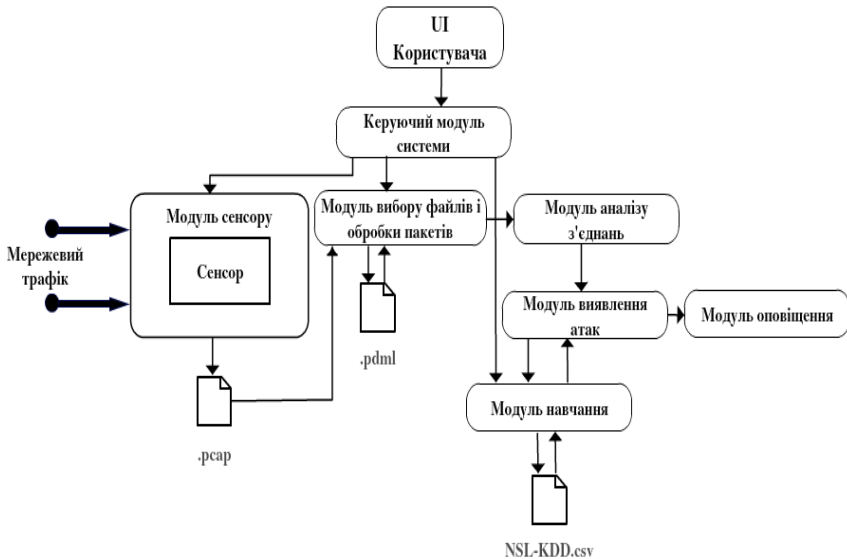 UI
Користувача
Керуючий модуль
системи
Модуль сенсору
Сенсор
Мережевий
трафік
Модуль вибору файлів і
обробки пакетів
Модуль аналізу
з'єднань
Модуль виявлення
атак
Модуль оповіщення
.pdml
Модуль навчання
.pcap
NSL-KDD.csv